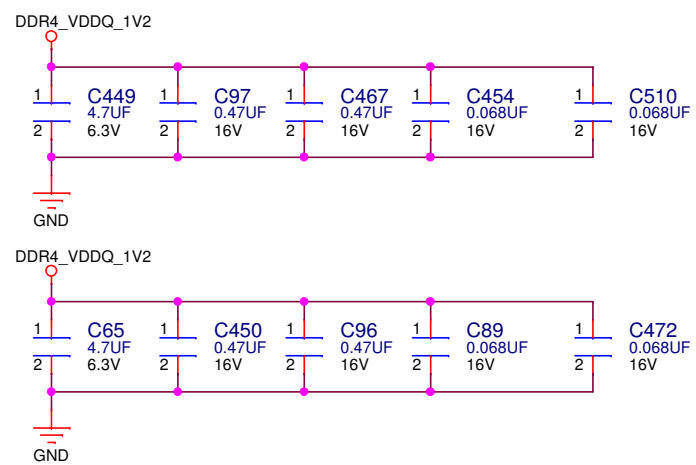 DDR4_VDDQ_1V2
1 C449 1 C97 1 C467 1 C454 1 C510
4.7UF 0.47UF 0.47UF 0.068UF 0.068UF
2 6.3V 2 16V 2 16V 2 16V 2 16V
GND
DDR4_VDDQ_1V2
1 C65 1 C450 1 C96 1 C89 1 C472
4.7UF 0.47UF 0.47UF 0.068UF 0.068UF
2 6.3V 2 16V 2 16V 2 16V 2 16V
GND